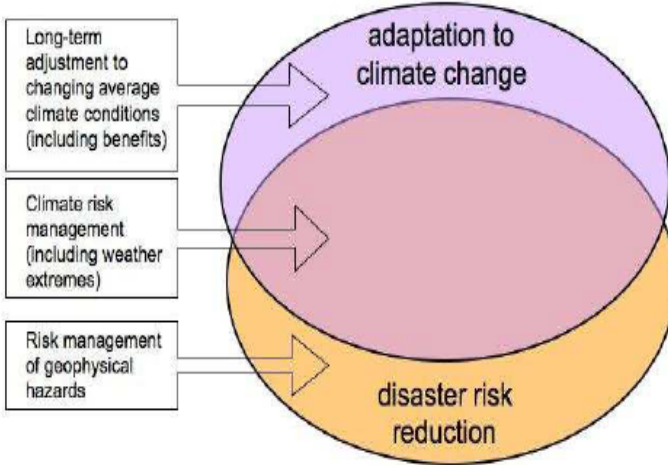 Long-term
adjustment to
changing average
climate conditions
(including benefits)
adaptation to
climate change
Climate risk
management
(including weather
extremes)
Risk management
of geophysical
hazards
disaster risk
reduction